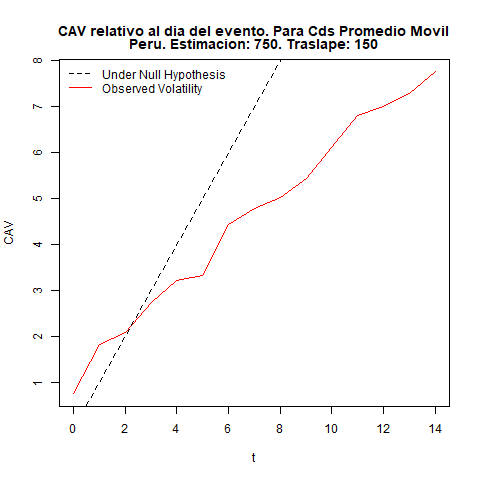 CAV relativo al dia del evento. Para Cds Promedio Movil
Peru. Estimacion: 750. Traslape: 150
Under Null Hypothesis
Observed Volatility
CAV
8
7
6
5
4
3
2
1
0 2 4 6 8 10 12 14
t